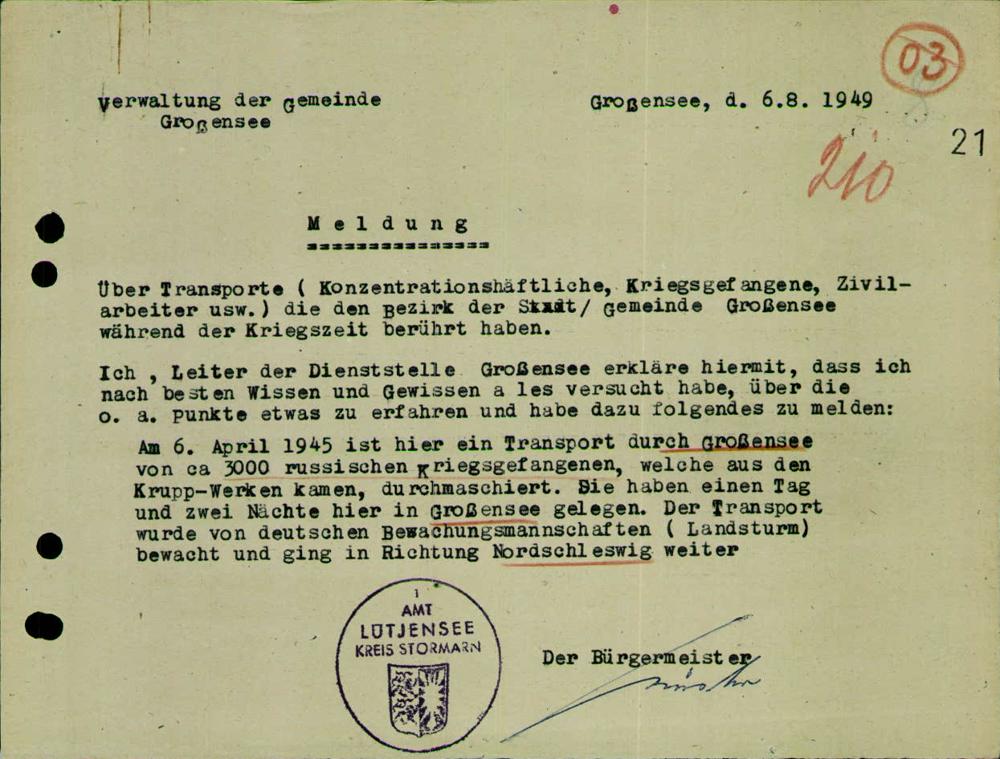 Verwaltung der Gemeinde
Großensee
Großensee, d. 6.8. 1949
03
210
21
Meldung
================
Über Transporte ( Konzentrationshäftliche, Kriegsgefangene, Zivil-
arbeiter usw.) die den Bezirk der Stadt/ Gemeinde Großensee
während der Kriegszeit berührt haben.
Ich , Leiter der Dienststelle Großensee erkläre hiermit, dass ich
nach besten Wissen und Gewissen a les versucht habe, über die
o. a. Punkte etwas zu erfahren und habe dazu folgendes zu melden:
Am 6. April 1945 ist hier ein Transport durch Großensee
von ca 3000 russischen Kriegsgefangenen, welche aus den
Krupp-Werken kamen, durchmaschiert. Sie haben einen Tag
und zwei Nächte hier in Großensee gelegen. Der Transport
wurde von deutschen Bewachungsmannschaften ( Landsturm)
bewacht und ging in Richtung Nordschleswig weiter
1
AMT
LÜTJENSEE
KREIS STORMARN
Der Bürgermeister